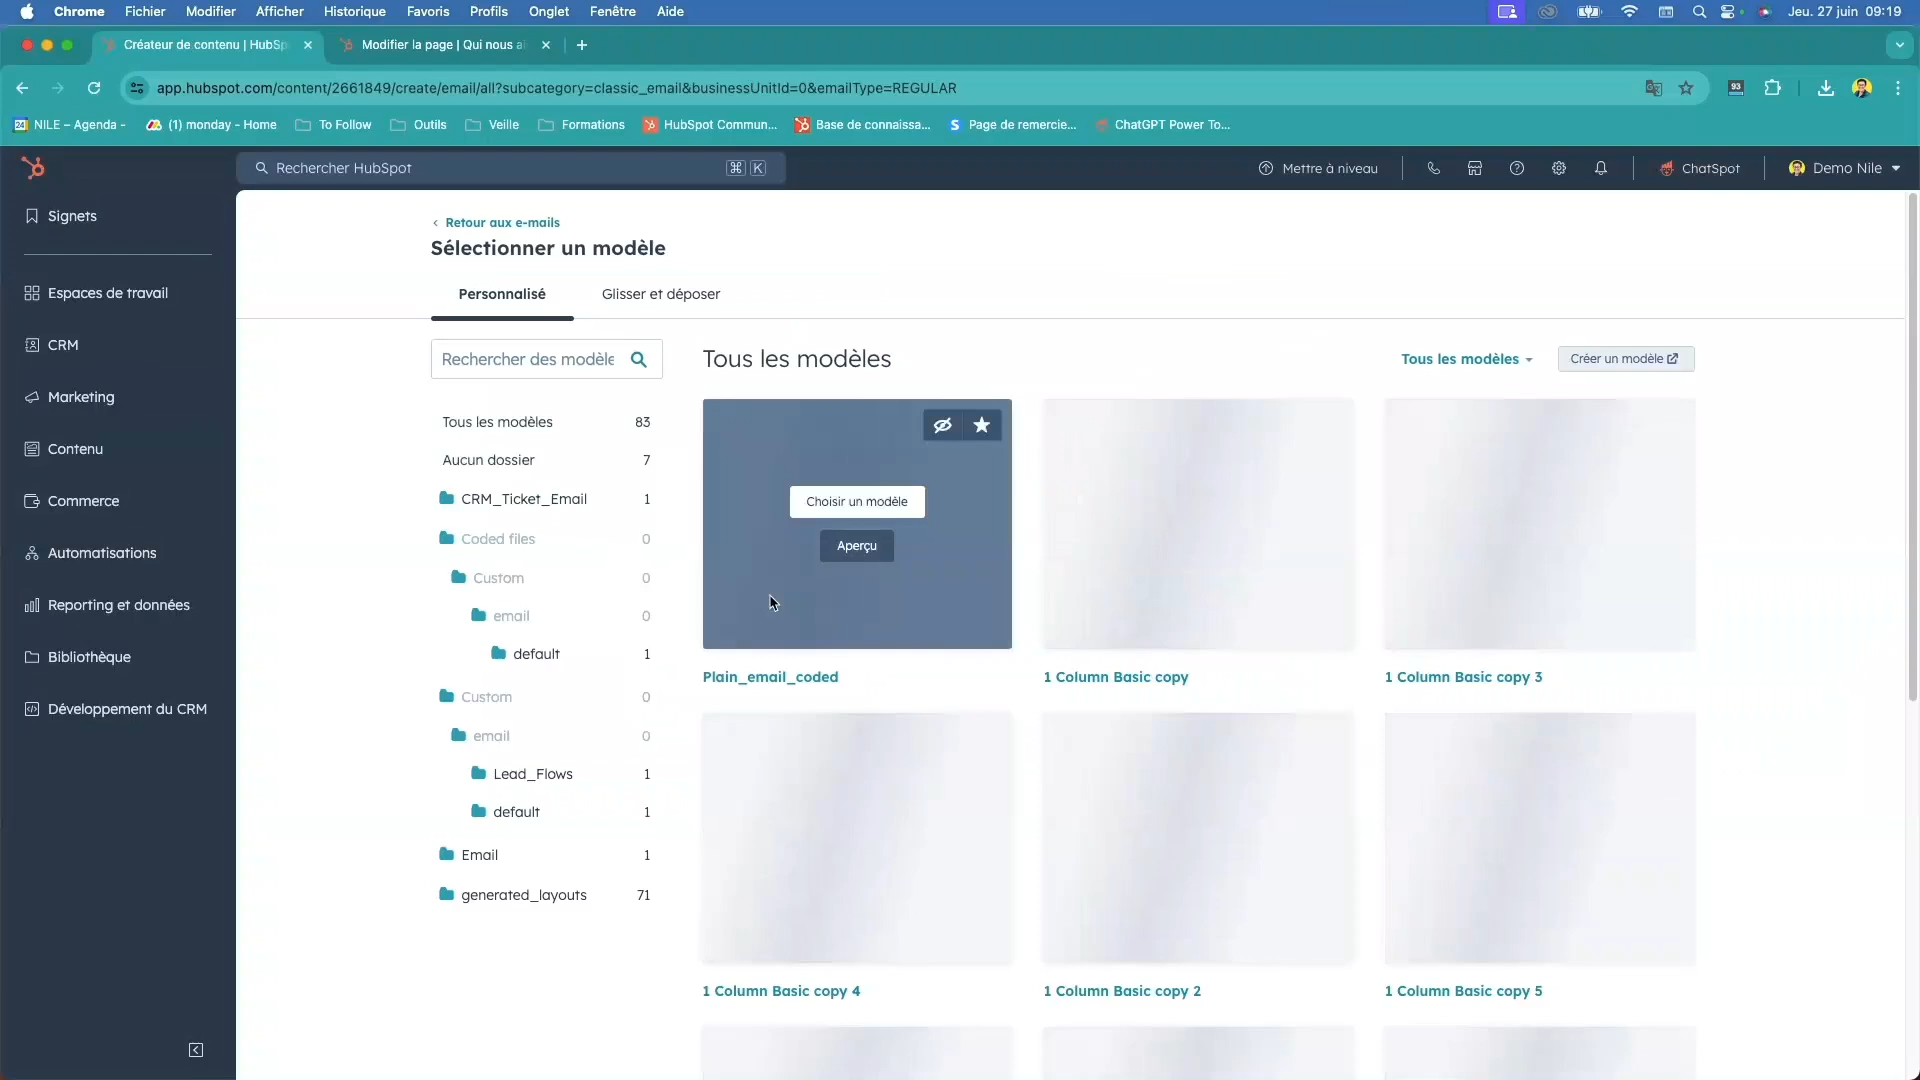 Chrome Fichier Modifier Afficher Historique Favoris Profils Onglet Fenêtre Aide Jeu. 27 juin 09:19
Créateur de contenu | HubSp
Modifier la page | Qui nous a
app.hubspot.com/content/2661849/create/email/all?subcategory=classic_email&businessUnitId=0&emailType=REGULAR
93
24 NILE – Agenda - (1) monday - Home To Follow Outils Veille Formations HubSpot Commun... Base de connaissa... Page de remercie... ChatGPT Power To...
Rechercher HubSpot ⌘ K
Mettre à niveau
ChatSpot
Demo Nile
Signets
Espaces de travail
CRM
Marketing
Contenu
Commerce
Automatisations
Reporting et données
Bibliothèque
Développement du CRM
Retour aux e-mails
Sélectionner un modèle
Personnalisé Glisser et déposer
Rechercher des modèle
Tous les modèles 83
Aucun dossier 7
CRM_Ticket_Email 1
Coded files 0
Custom 0
email 0
default 1
Custom 0
email 0
Lead_Flows 1
default 1
Email 1
generated_layouts 71
Tous les modèles
Tous les modèles
Créer un modèle
Choisir un modèle
Aperçu
Plain_email_coded
1 Column Basic copy
1 Column Basic copy 3
1 Column Basic copy 4
1 Column Basic copy 2
1 Column Basic copy 5